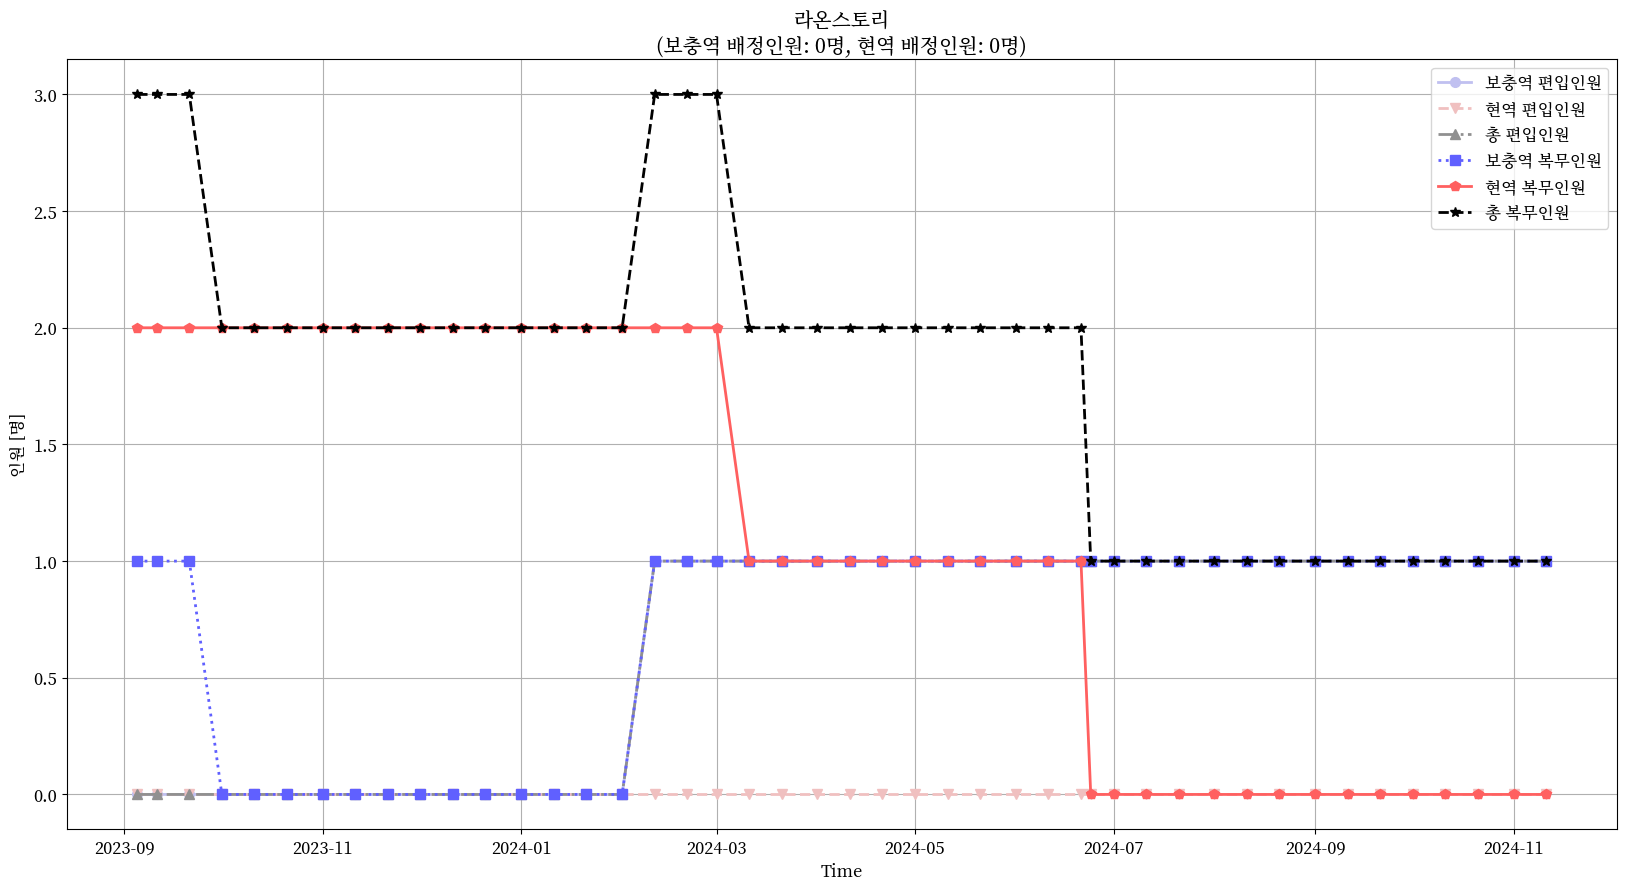 라온스토리
(보충역 배정인원: 0명, 현역 배정인원: 0명)
보충역 편입인원
현역 편입인원
총 편입인원
보충역 복무인원
현역 복무인원
총 복무인원
3.0
2.5
2.0
1.5
1.0
0.5
0.0
인원 [명]
2023-09
2023-11
2024-01
2024-03
2024-05
2024-07
2024-09
2024-11
Time